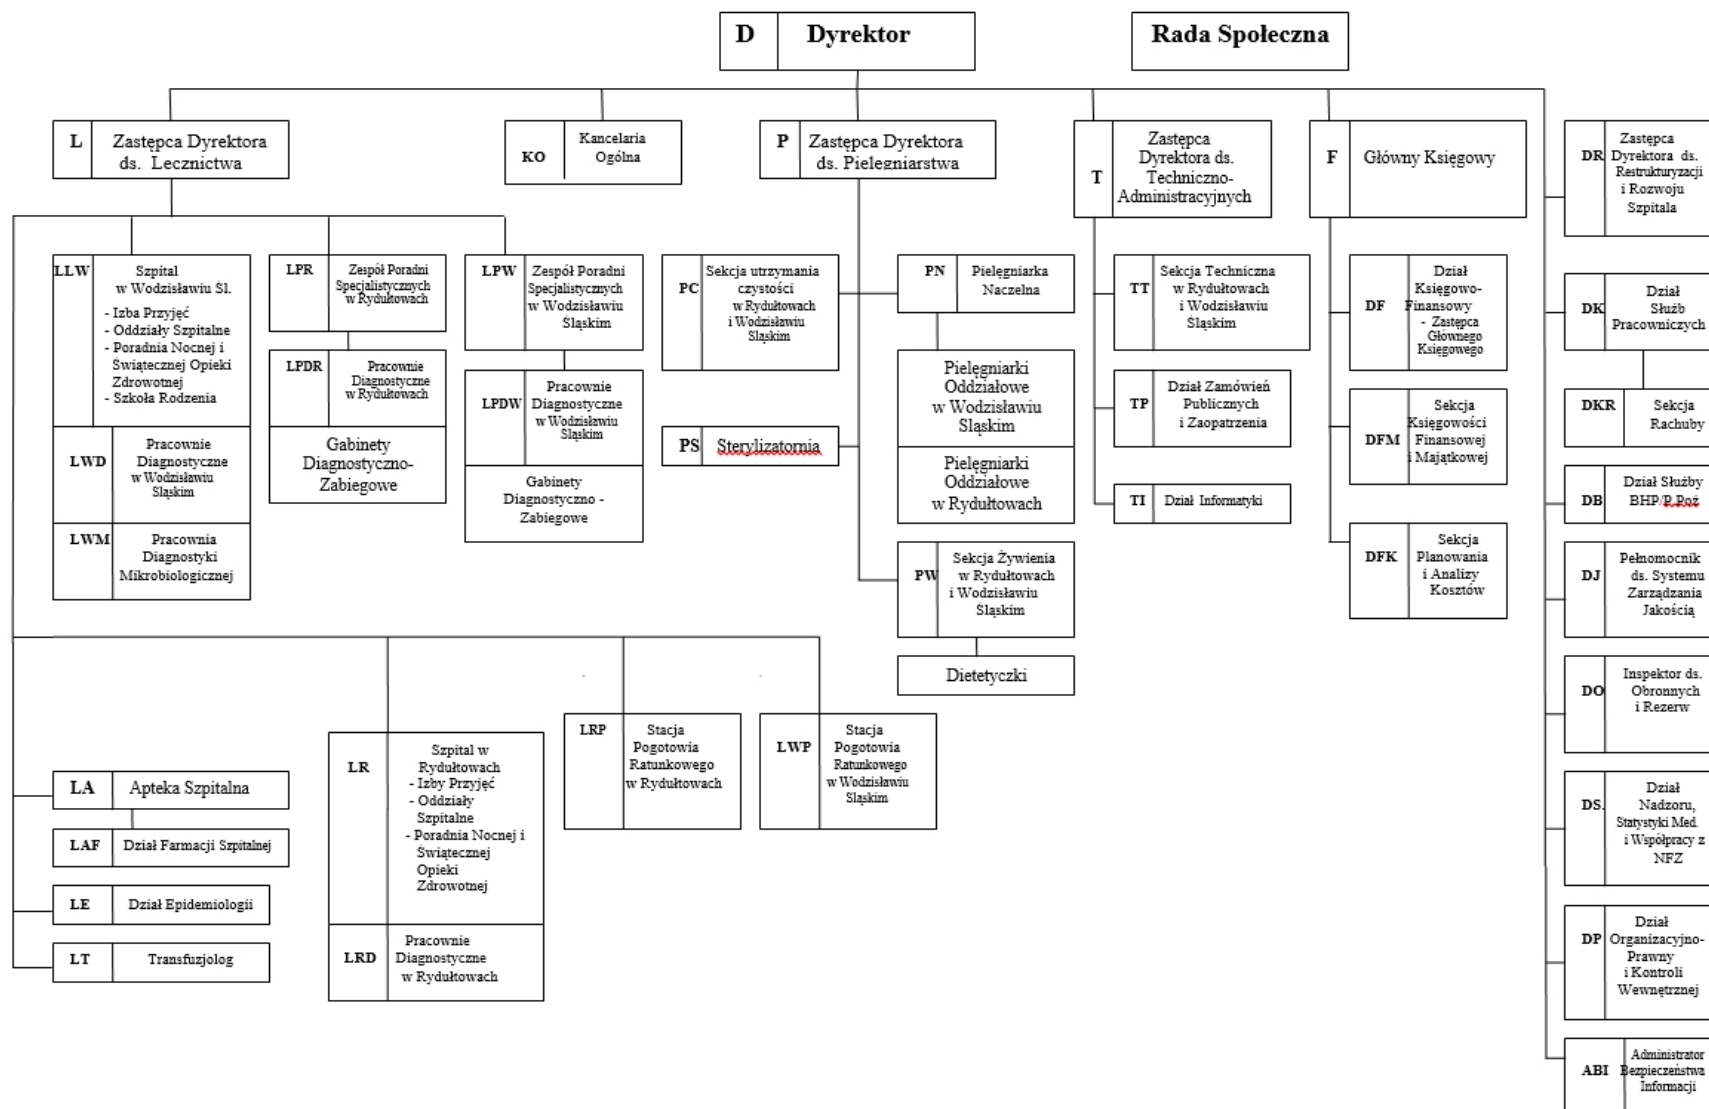 D Dyrektor
Rada Społeczna
L Zastępca Dyrektora
ds. Lecznictwa
KO Kancelaria
Ogólna
P Zastępca Dyrektora
ds. Pielęgniarstwa
T Zastępca
Dyrektora ds.
Techniczno-
Administracyjnych
F Główny Księgowy
DR Zastępca
Dyrektora ds.
Restrukturyzacji
i Rozwoju
Szpitala
LLW Szpital
w Wodzisławiu Śl.
- Izba Przyjęć
- Oddziały Szpitalne
- Poradnia Nocnej i
Świątecznej Opieki
Zdrowotnej
- Szkoła Rodzenia
LWD Pracownie
Diagnostyczne
w Wodzisławiu
Śląskim
LWM Pracownia
Diagnostyki
Mikrobiologicznej
LPR Zespół Poradni
Specjalistycznych
w Rydułtowach
LPDR Pracownie
Diagnostyczne
w Rydułtowach
Gabinety
Diagnostyczno-
Zabiegowe
LPW Zespół Poradni
Specjalistycznych
w Wodzisławiu
Śląskim
LPDW Pracownie
Diagnostyczne
w Wodzisławiu
Śląskim
Gabinety
Diagnostyczno -
Zabiegowe
PC Sekcja utrzymania
czystości
w Rydułtowach
i Wodzisławiu
Śląskim
PS Sterylizatornia
PN Pielęgniarka
Naczelna
Pielęgniarki
Oddziałowe
w Wodzisławiu
Śląskim
Pielęgniarki
Oddziałowe
w Rydułtowach
PW Sekcja Żywienia
w Rydułtowach
i Wodzisławiu
Śląskim
Dietetyczki
TT Sekcja Techniczna
w Rydułtowach
i Wodzisławiu
Śląskim
TP Dział Zamówień
Publicznych
i Zaopatrzenia
TI Dział Informatyki
DF Dział
Księgowo-
Finansowy
- Zastępca
Głównego
Księgowego
DFM Sekcja
Księgowości
Finansowej
i Majątkowej
DFK Sekcja
Planowania
i Analizy
Kosztów
DK Dział
Służb
Pracowniczych
DKR Sekcja
Rachuby
DB Dział Służby
BHP/P.Poż
DJ Pełnomocnik
ds. Systemu
Zarządzania
Jakością
DO Inspektor ds.
Obronnych
i Rezerw
DS. Dział
Nadzoru,
Statystyki Med.
i Współpracy z
NFZ
DP Dział
Organizacyjno-
Prawny
i Kontroli
Wewnętrznej
ABI Administrator
Bezpieczeństwa
Informacji
LA Apteka Szpitalna
LAF Dział Farmacji Szpitalnej
LE Dział Epidemiologii
LT Transfuzjolog
LR Szpital w
Rydułtowach
- Izby Przyjęć
- Oddziały
Szpitalne
- Poradnia Nocnej i
Świątecznej
Opieki
Zdrowotnej
LRD Pracownie
Diagnostyczne
w Rydułtowach
LRP Stacja
Pogotowia
Ratunkowego
w Rydułtowach
LWP Stacja
Pogotowia
Ratunkowego
w Wodzisławiu
Śląskim